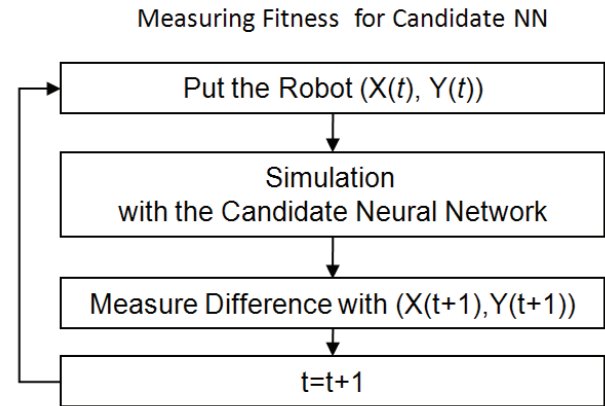 Measuring Fitness for Candidate NN
Put the Robot (X(t), Y(t))
Simulation
with the Candidate Neural Network
Measure Difference with (X(t+1),Y(t+1))
t=t+1